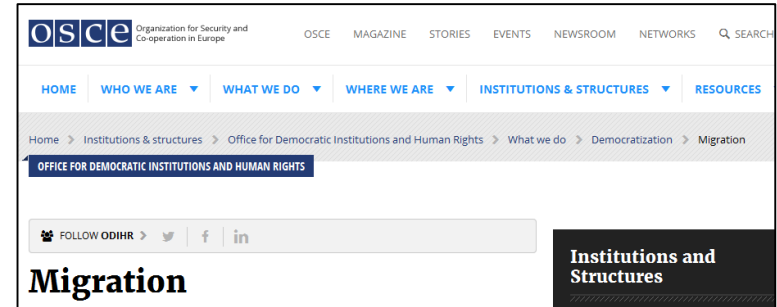 OSCE Organization for Security and
Co-operation in Europe
OSCE MAGAZINE STORIES EVENTS NEWSROOM NETWORKS SEARCH
HOME WHO WE ARE WHAT WE DO WHERE WE ARE INSTITUTIONS & STRUCTURES RESOURCES
Home > Institutions & structures > Office for Democratic Institutions and Human Rights > What we do > Democratization > Migration
OFFICE FOR DEMOCRATIC INSTITUTIONS AND HUMAN RIGHTS
FOLLOW ODIHR >
Migration
Institutions and
Structures